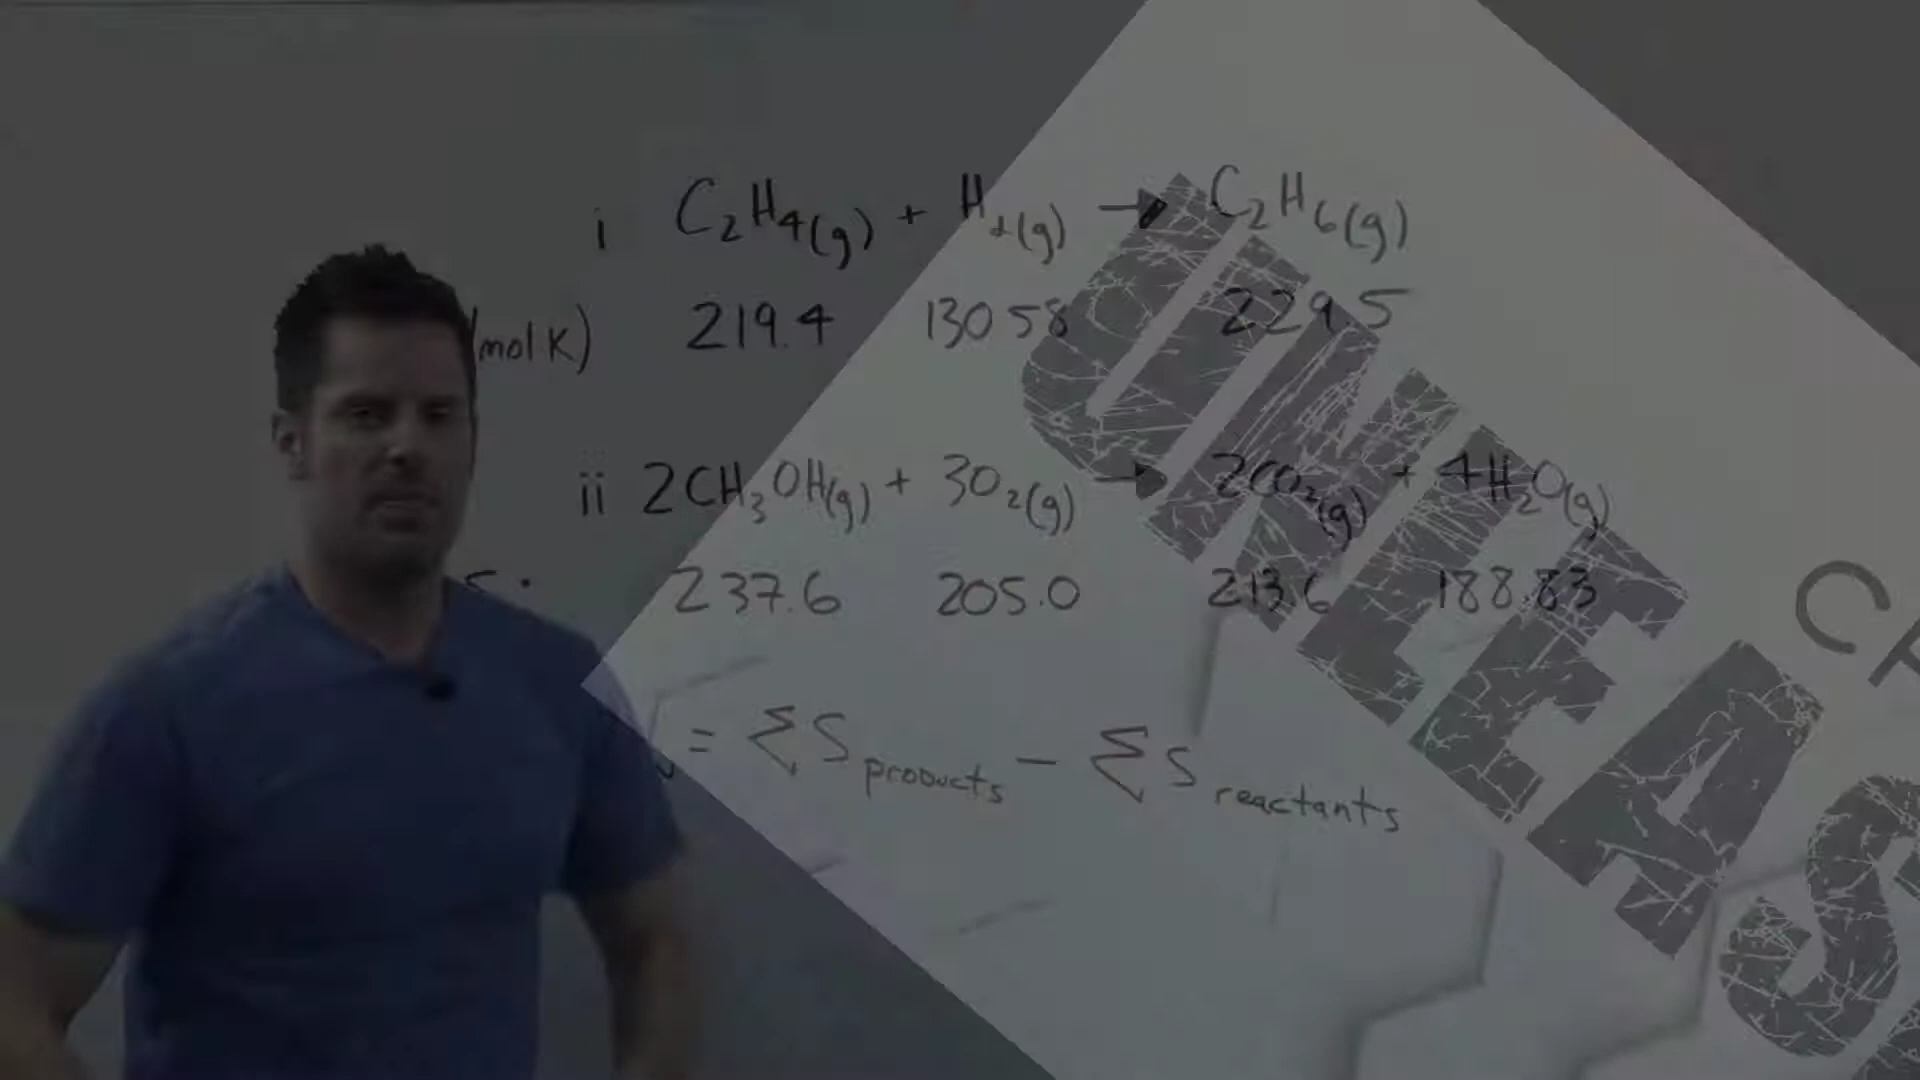 i C₂H₄(g) + H₂(g) → C₂H₆(g)
/mol K) 219.4 130.58 229.5
ii 2CH₃OH(g) + 3O₂(g) → 2CO₂(g) + 4H₂O(g)
S° 237.6 205.0 213.6 188.83
= ΣS products - ΣS reactants
UNLEAS
CH